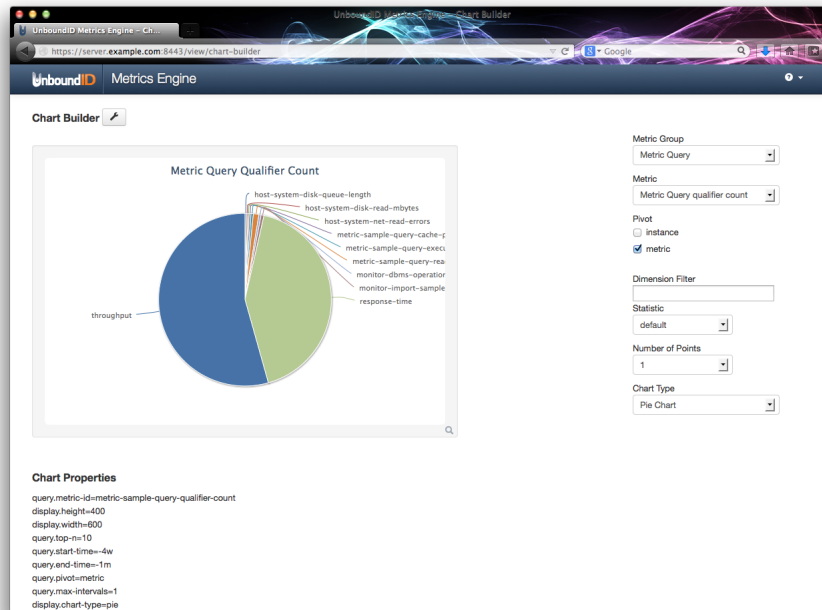 UnboundID Metrics Engine – Chart Builder
UnboundID Metrics Engine – Ch...
https://server.example.com:8443/view/chart-builder
Google
UnboundID Metrics Engine
Chart Builder
Metric Group
Metric Query
Metric
Metric Query qualifier count
Pivot
instance
metric
Dimension Filter
Statistic
default
Number of Points
1
Chart Type
Pie Chart
Metric Query Qualifier Count
host-system-disk-queue-length
host-system-disk-read-mbytes
host-system-net-read-errors
metric-sample-query-cache-p
metric-sample-query-execu
metric-sample-query-rea
monitor-dbms-operation
monitor-import-sample
response-time
throughput
Chart Properties
query.metric-id=metric-sample-query-qualifier-count
display.height=400
display.width=600
query.top-n=10
query.start-time=-4w
query.end-time=-1m
query.pivot=metric
query.max-intervals=1
display.chart-type=pie